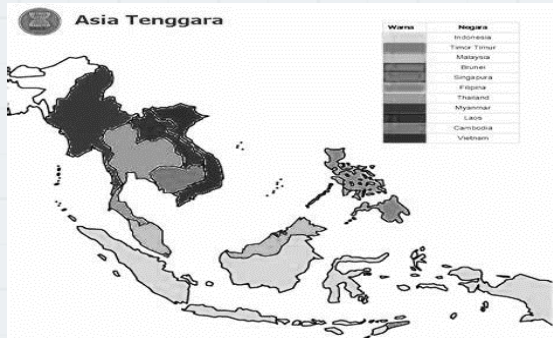 Asia Tenggara
Warna Negara
Indonesia
Timor Timur
Malaysia
Brunei
Singapura
Filipina
Thailand
Myanmar
Laos
Cambodia
Vietnam